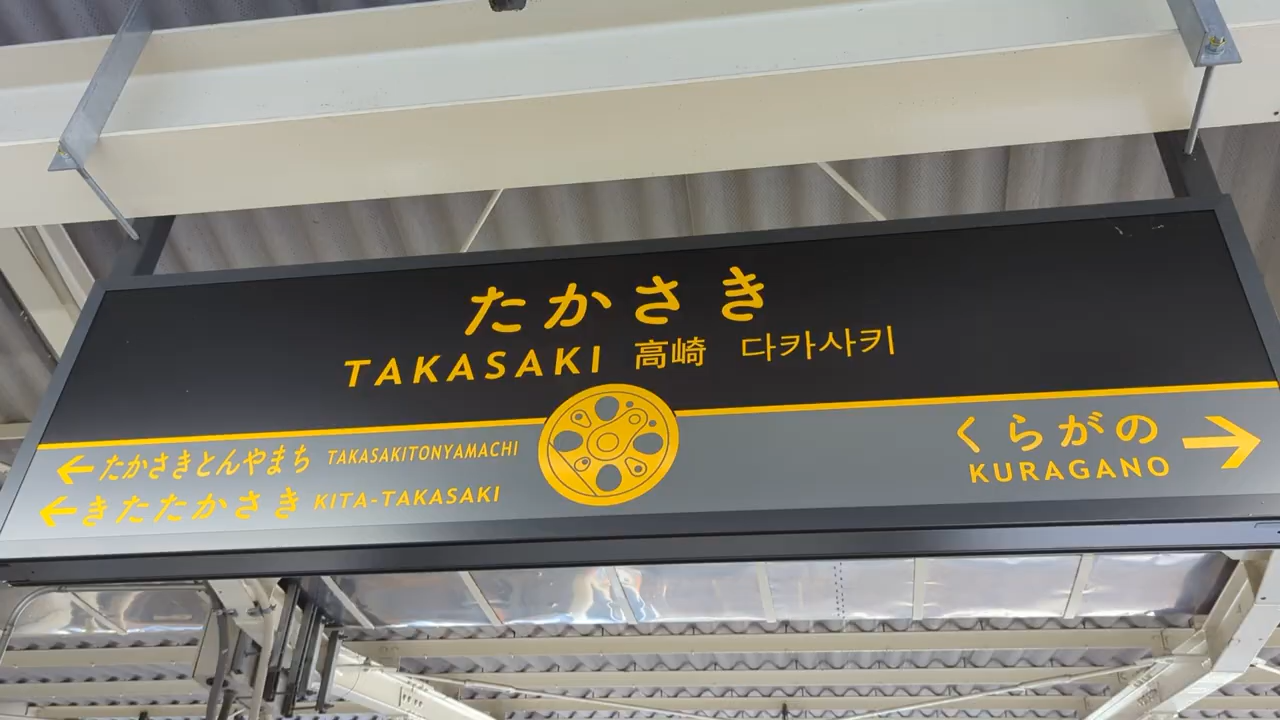 たかさき
TAKASAKI 高崎 다카사키
←たかさきとんやまち TAKASAKITONYAMACHI
←きたたかさき KITA-TAKASAKI
くらがの →
KURAGANO